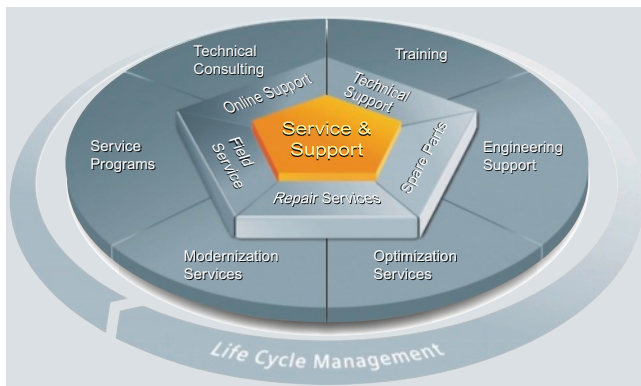 Technical
Consulting
Training
Online Support
Technical
Support
Service &
Support
Service
Programs
Field
Service
Spare Parts
Engineering
Support
Repair Services
Modernization
Services
Optimization
Services
Life Cycle Management